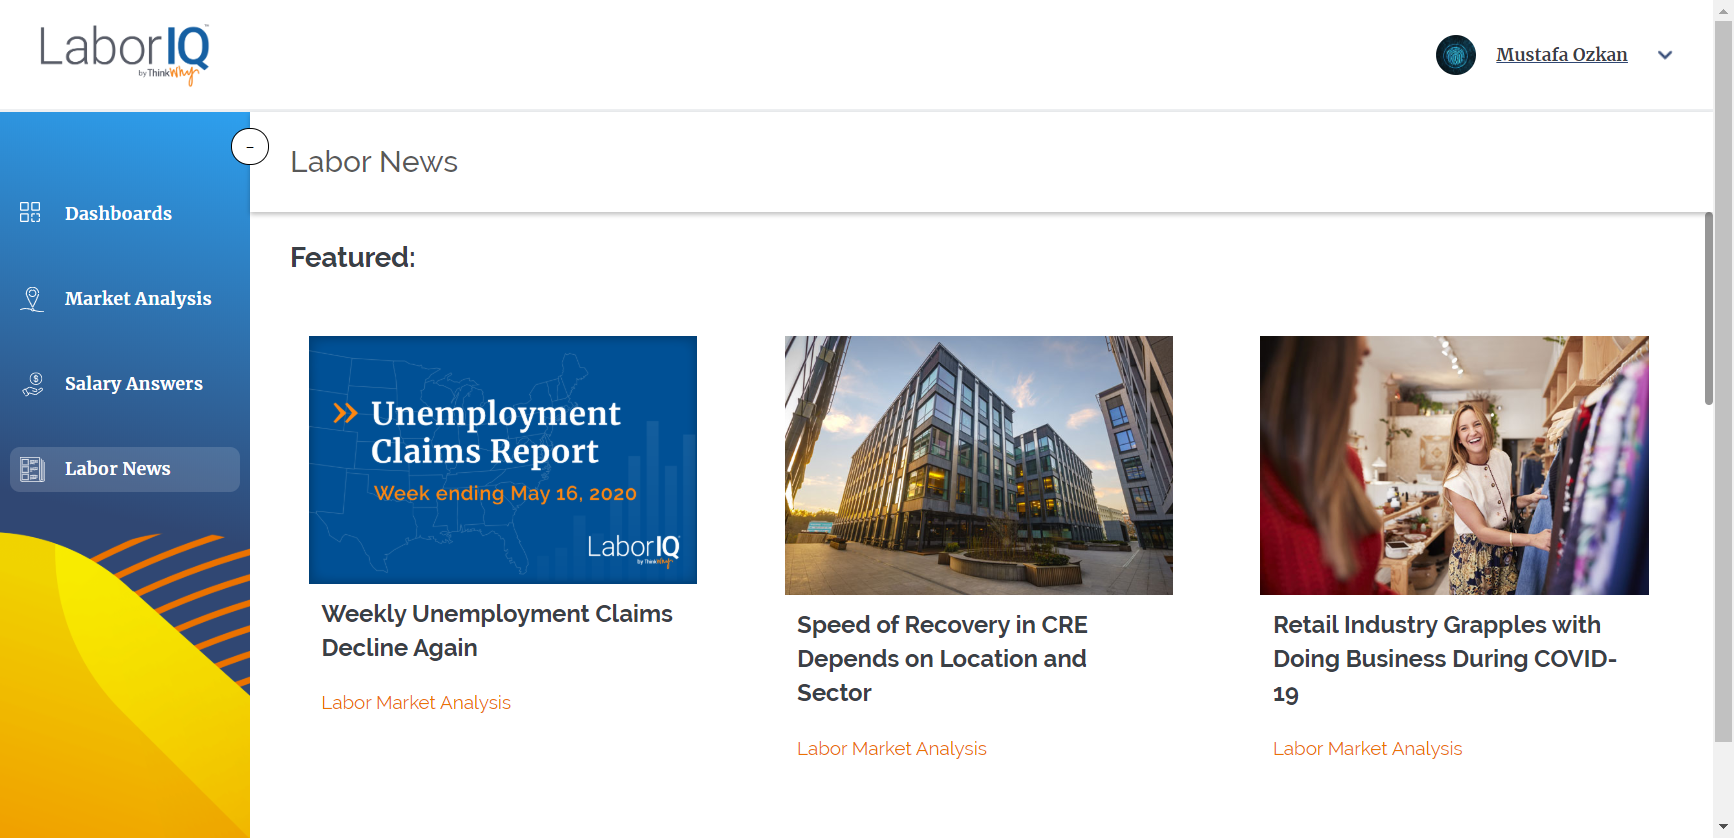 LaborIQ
by ThinkWhy
Mustafa Ozkan
-
Labor News
Dashboards
Market Analysis
Salary Answers
Labor News
Featured:
Unemployment
Claims Report
Week ending May 16, 2020
LaborIQ
by ThinkWhy
Weekly Unemployment Claims
Decline Again
Labor Market Analysis
Speed of Recovery in CRE
Depends on Location and
Sector
Labor Market Analysis
Retail Industry Grapples with
Doing Business During COVID-
19
Labor Market Analysis